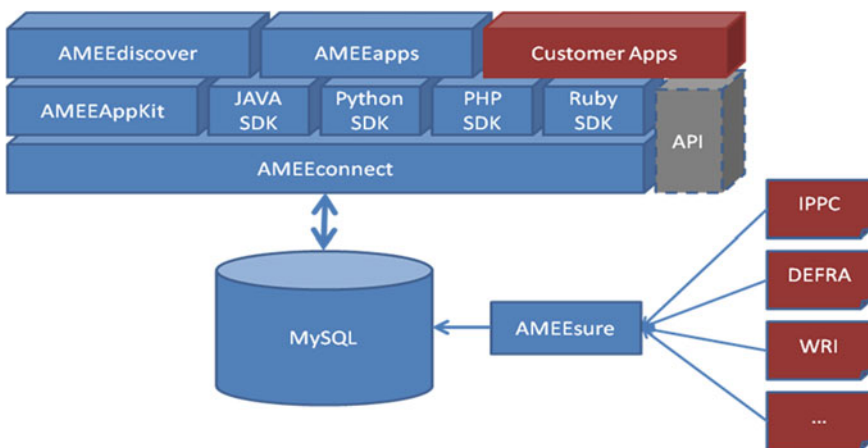 AMEEdiscover
AMEEapps
Customer Apps
AMEEAppKit
JAVA
SDK
Python
SDK
PHP
SDK
Ruby
SDK
API
AMEEconnect
IPPC
DEFRA
AMEEsure
MySQL
WRI
...